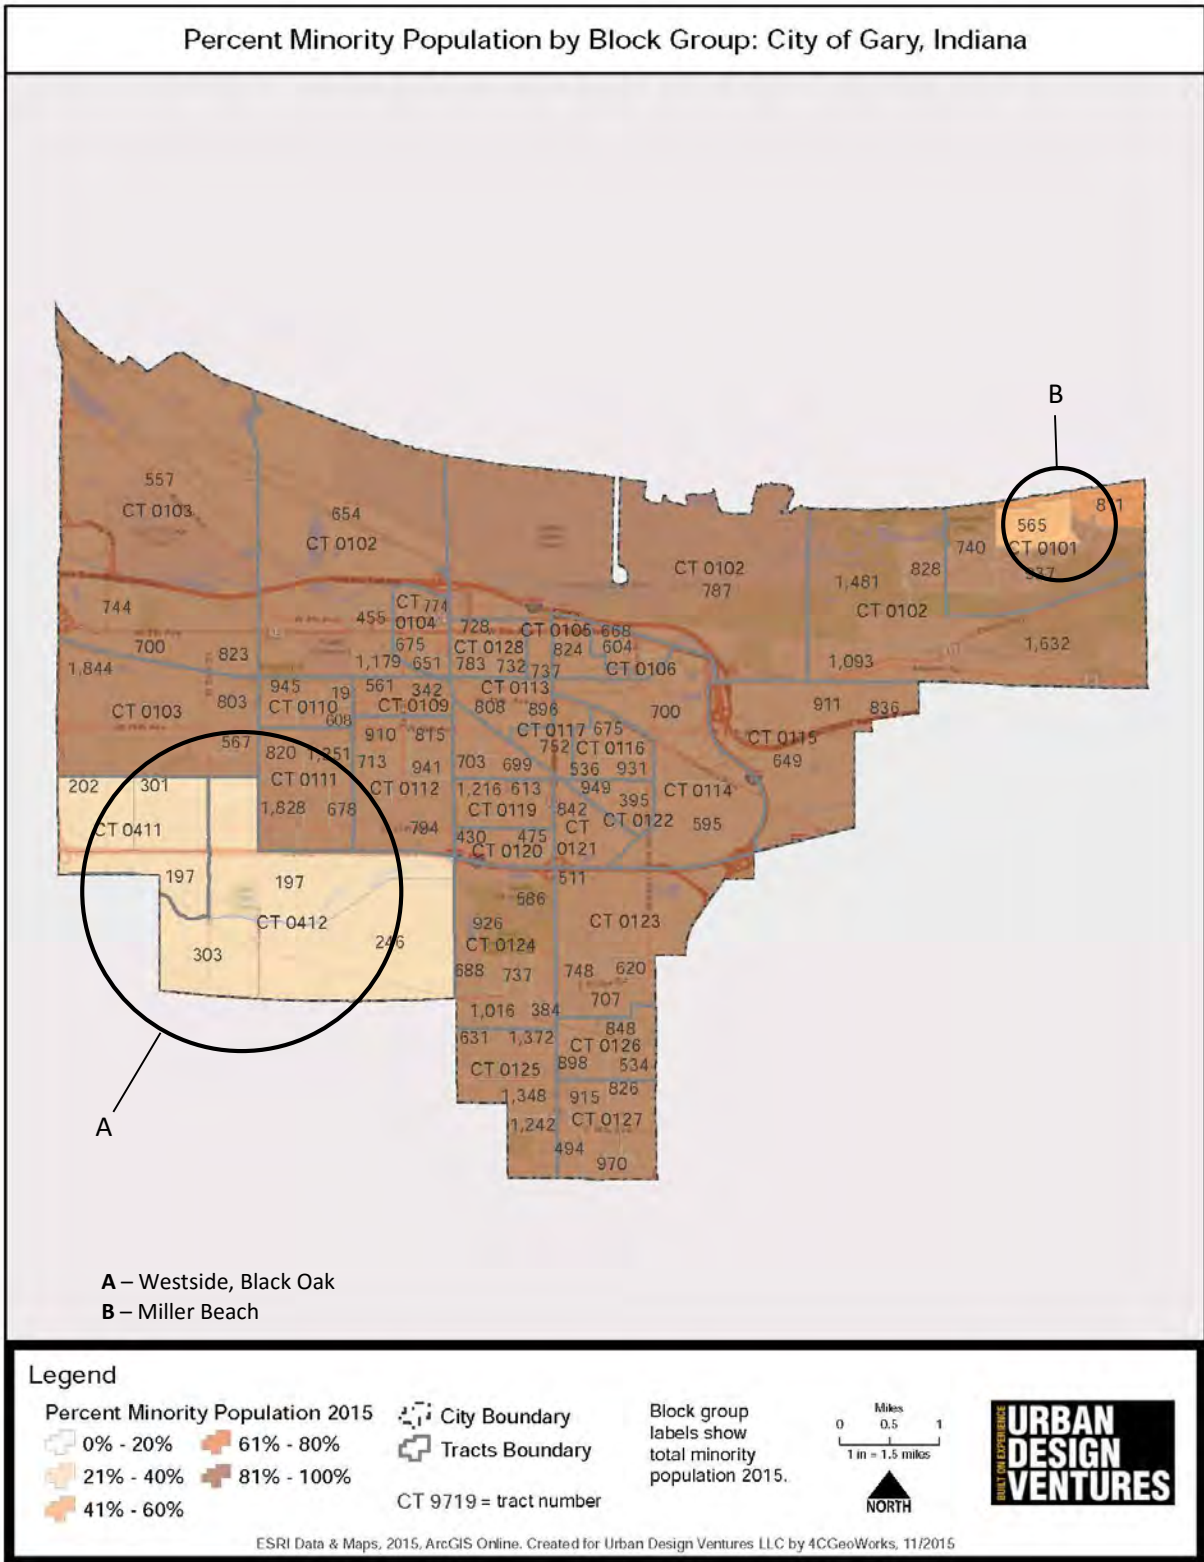 Percent Minority Population by Block Group: City of Gary, Indiana
B
557
CT 0103
654
CT 0102
CT 0102
787
1,481
828
CT 0102
740
565
CT 0101
1,093
1,632
744
700
823
1,844
803
CT 0103
567
455
CT 774
0104
675
1,179 651
728
CT 0128
783 732
CT 0105 668
824 604
737
CT 0106
945 19
CT 0110
608
561 342
CT 0109
CT 0113
808 896
CT 0117 675
752 CT 0116
536 931
700
911 836
CT 0115
649
820
CT 0111
1,828 678
910 815
713
941
CT 0112
794
703 699
1,216 613
CT 0119
430 475
CT 0120
949
842 395
CT CT 0122
0121
CT 0114
595
202 301
CT 0411
197
197
CT 0412
303
246
511
586
926
CT 0124
688 737
1,016 384
CT 0123
748 620
707
631 1,372
CT 0125
1,348
1,242
848
CT 0126
898 534
915 826
CT 0127
494
970
A
A – Westside, Black Oak
B – Miller Beach
Legend
Percent Minority Population 2015
0% - 20%
21% - 40%
41% - 60%
61% - 80%
81% - 100%
City Boundary
Tracts Boundary
CT 9719 = tract number
Block group
labels show
total minority
population 2015.
Miles
0 0.5 1
1 in = 1.5 miles
NORTH
BUILT ON EXPERIENCE
URBAN
DESIGN
VENTURES
ESRI Data & Maps, 2015, ArcGIS Online. Created for Urban Design Ventures LLC by 4CGeoWorks, 11/2015